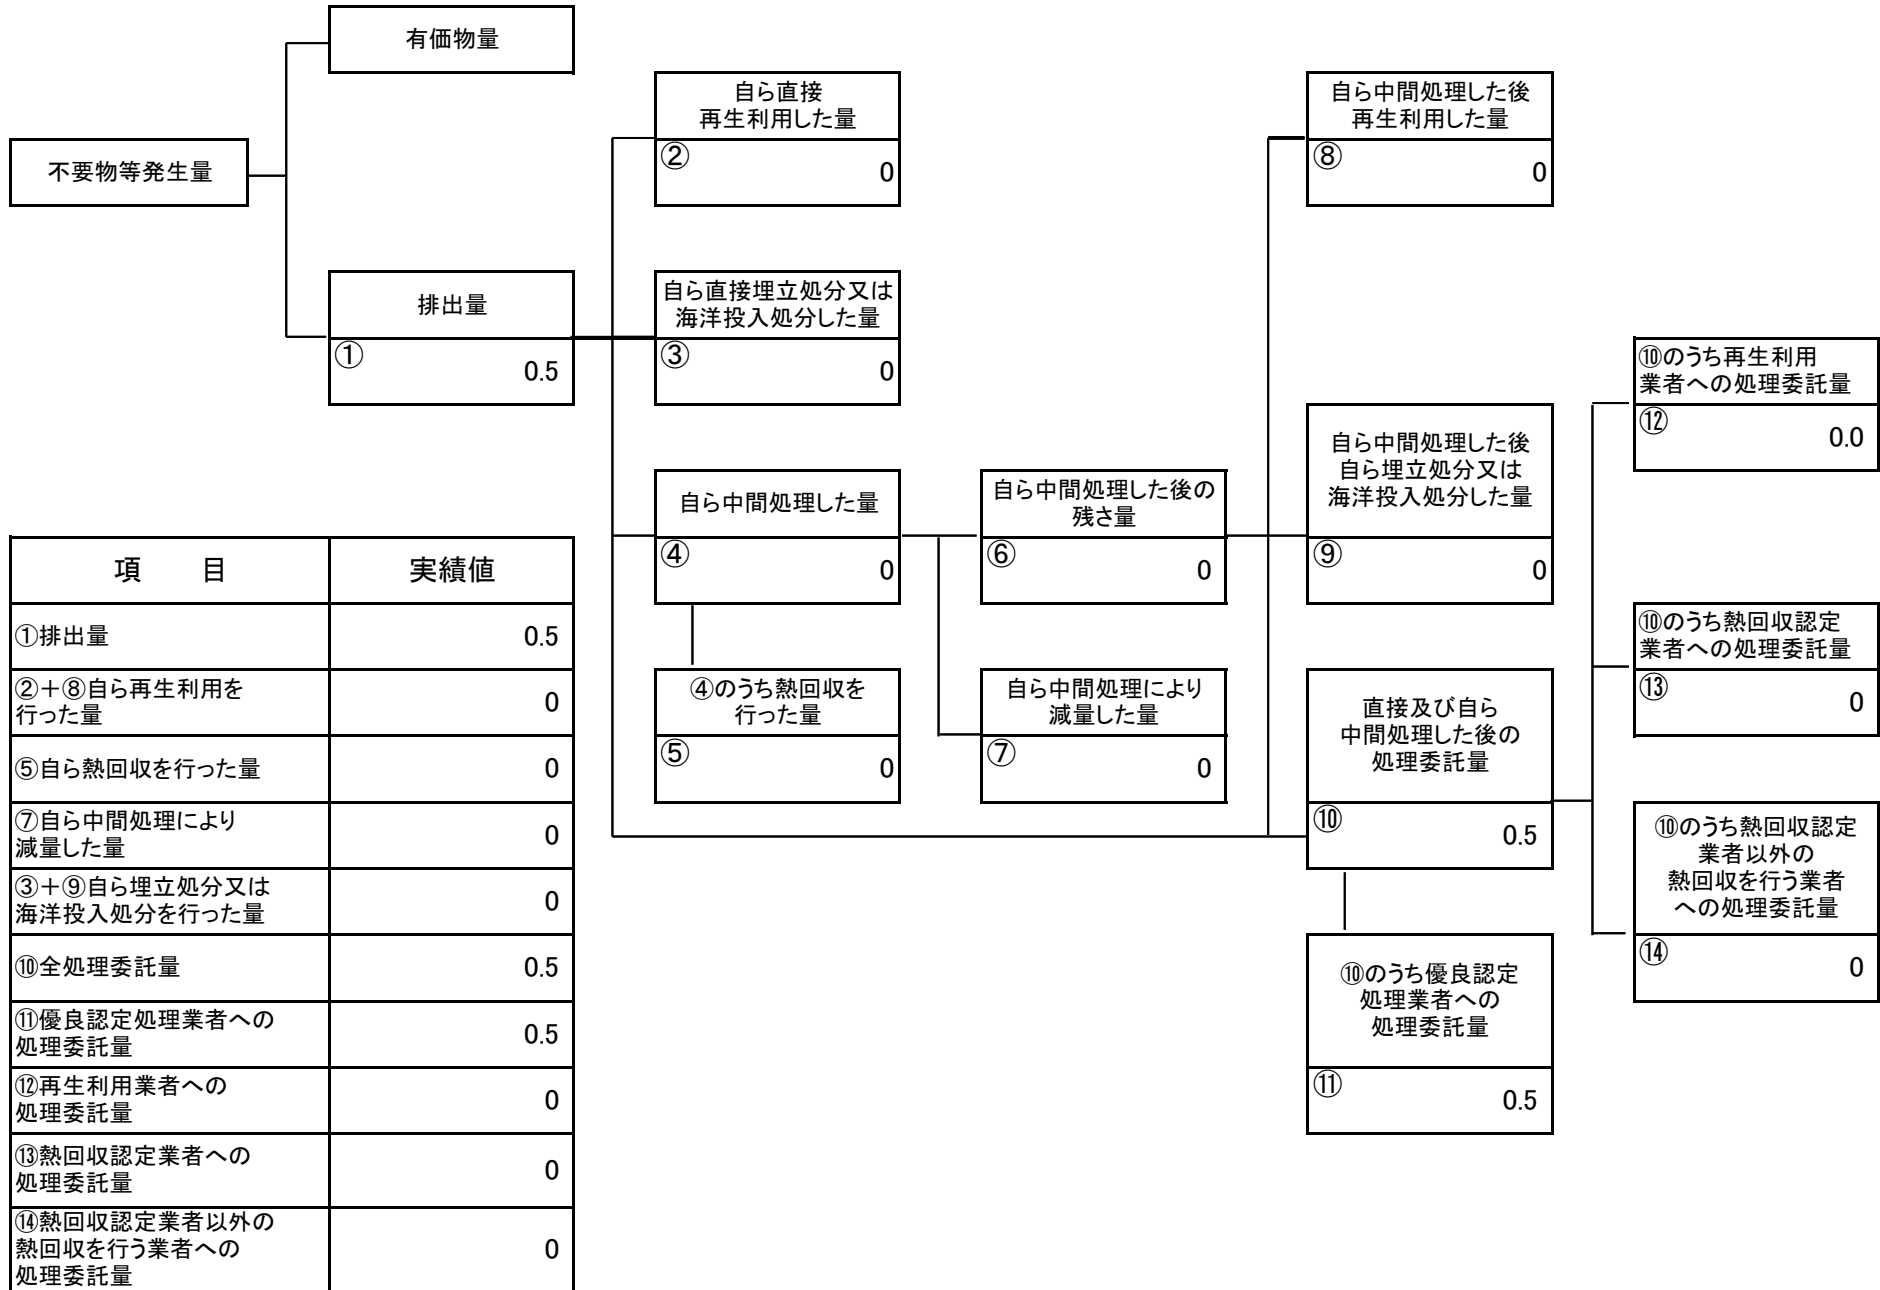 有価物量
不要物等発生量
排出量
①
0.5
自ら直接
再生利用した量
②
0
自ら直接埋立処分又は
海洋投入処分した量
③
0
自ら中間処理した量
④
0
④のうち熱回収を
行った量
⑤
0
自ら中間処理した後の
残さ量
⑥
0
自ら中間処理により
減量した量
⑦
0
自ら中間処理した後
再生利用した量
⑧
0
自ら中間処理した後
自ら埋立処分又は
海洋投入処分した量
⑨
0
直接及び自ら
中間処理した後の
処理委託量
⑩
0.5
⑩のうち優良認定
処理業者への
処理委託量
⑪
0.5
⑩のうち再生利用
業者への処理委託量
⑫
0.0
⑩のうち熱回収認定
業者への処理委託量
⑬
0
⑩のうち熱回収認定
業者以外の
熱回収を行う業者
への処理委託量
⑭
0
項　目 実績値
①排出量 0.5
②＋⑧自ら再生利用を
行った量 0
⑤自ら熱回収を行った量 0
⑦自ら中間処理により
減量した量 0
③＋⑨自ら埋立処分又は
海洋投入処分を行った量 0
⑩全処理委託量 0.5
⑪優良認定処理業者への
処理委託量 0.5
⑫再生利用業者への
処理委託量 0
⑬熱回収認定業者への
処理委託量 0
⑭熱回収認定業者以外の
熱回収を行う業者への
処理委託量 0